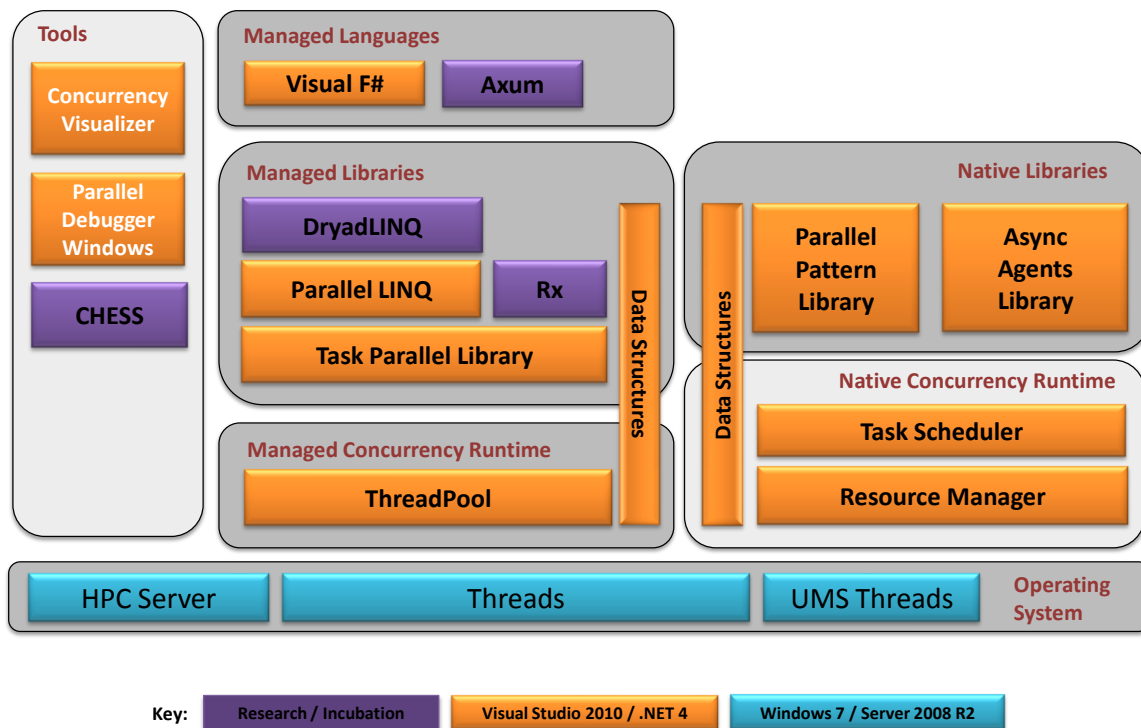 Tools
Concurrency
Visualizer
Parallel
Debugger
Windows
CHESS
Managed Languages
Visual F#
Axum
Managed Libraries
DryadLINQ
Parallel LINQ
Rx
Task Parallel Library
Data Structures
Managed Concurrency Runtime
ThreadPool
Native Libraries
Data Structures
Parallel
Pattern
Library
Async
Agents
Library
Native Concurrency Runtime
Task Scheduler
Resource Manager
HPC Server
Threads
UMS Threads
Operating
System
Key:
Research / Incubation
Visual Studio 2010 / .NET 4
Windows 7 / Server 2008 R2